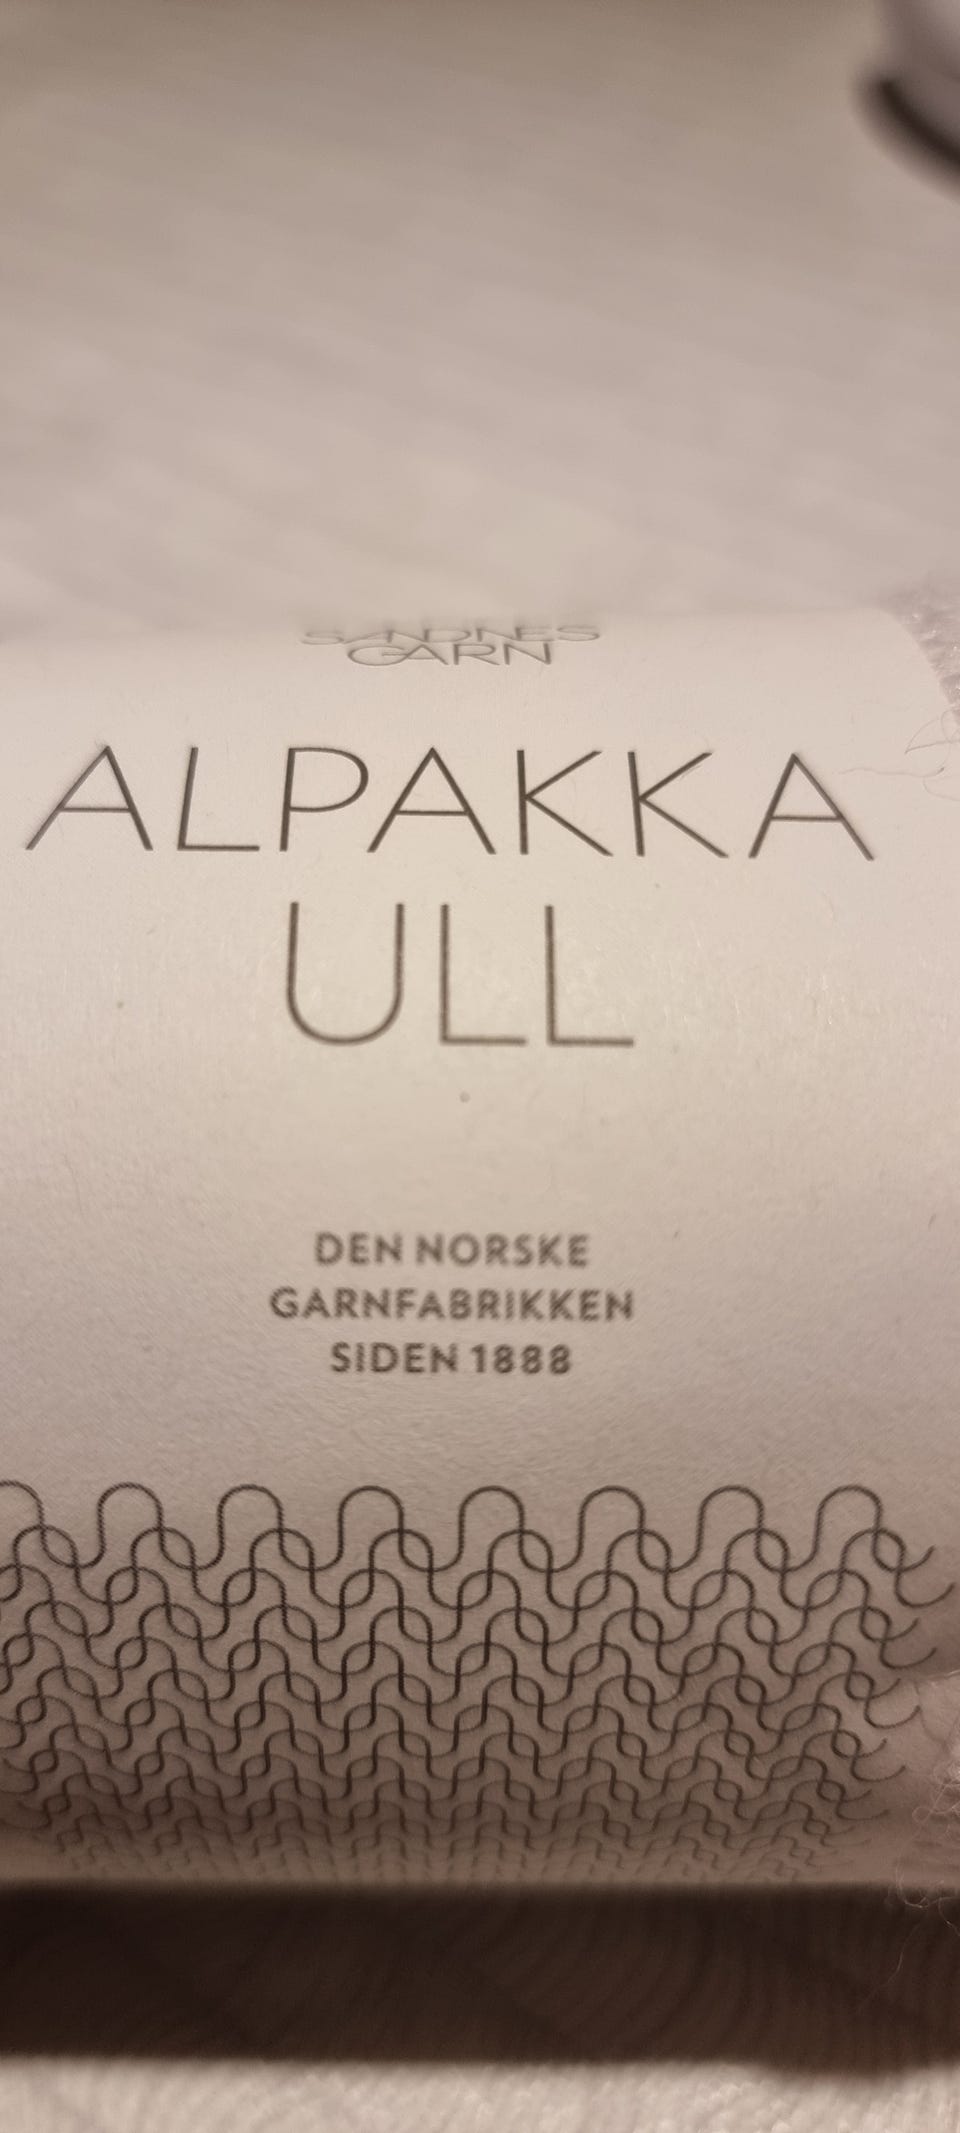 SANDNES
GARN
ALPAKKA
ULL
DEN NORSKE
GARNFABRIKKEN
SIDEN 1888